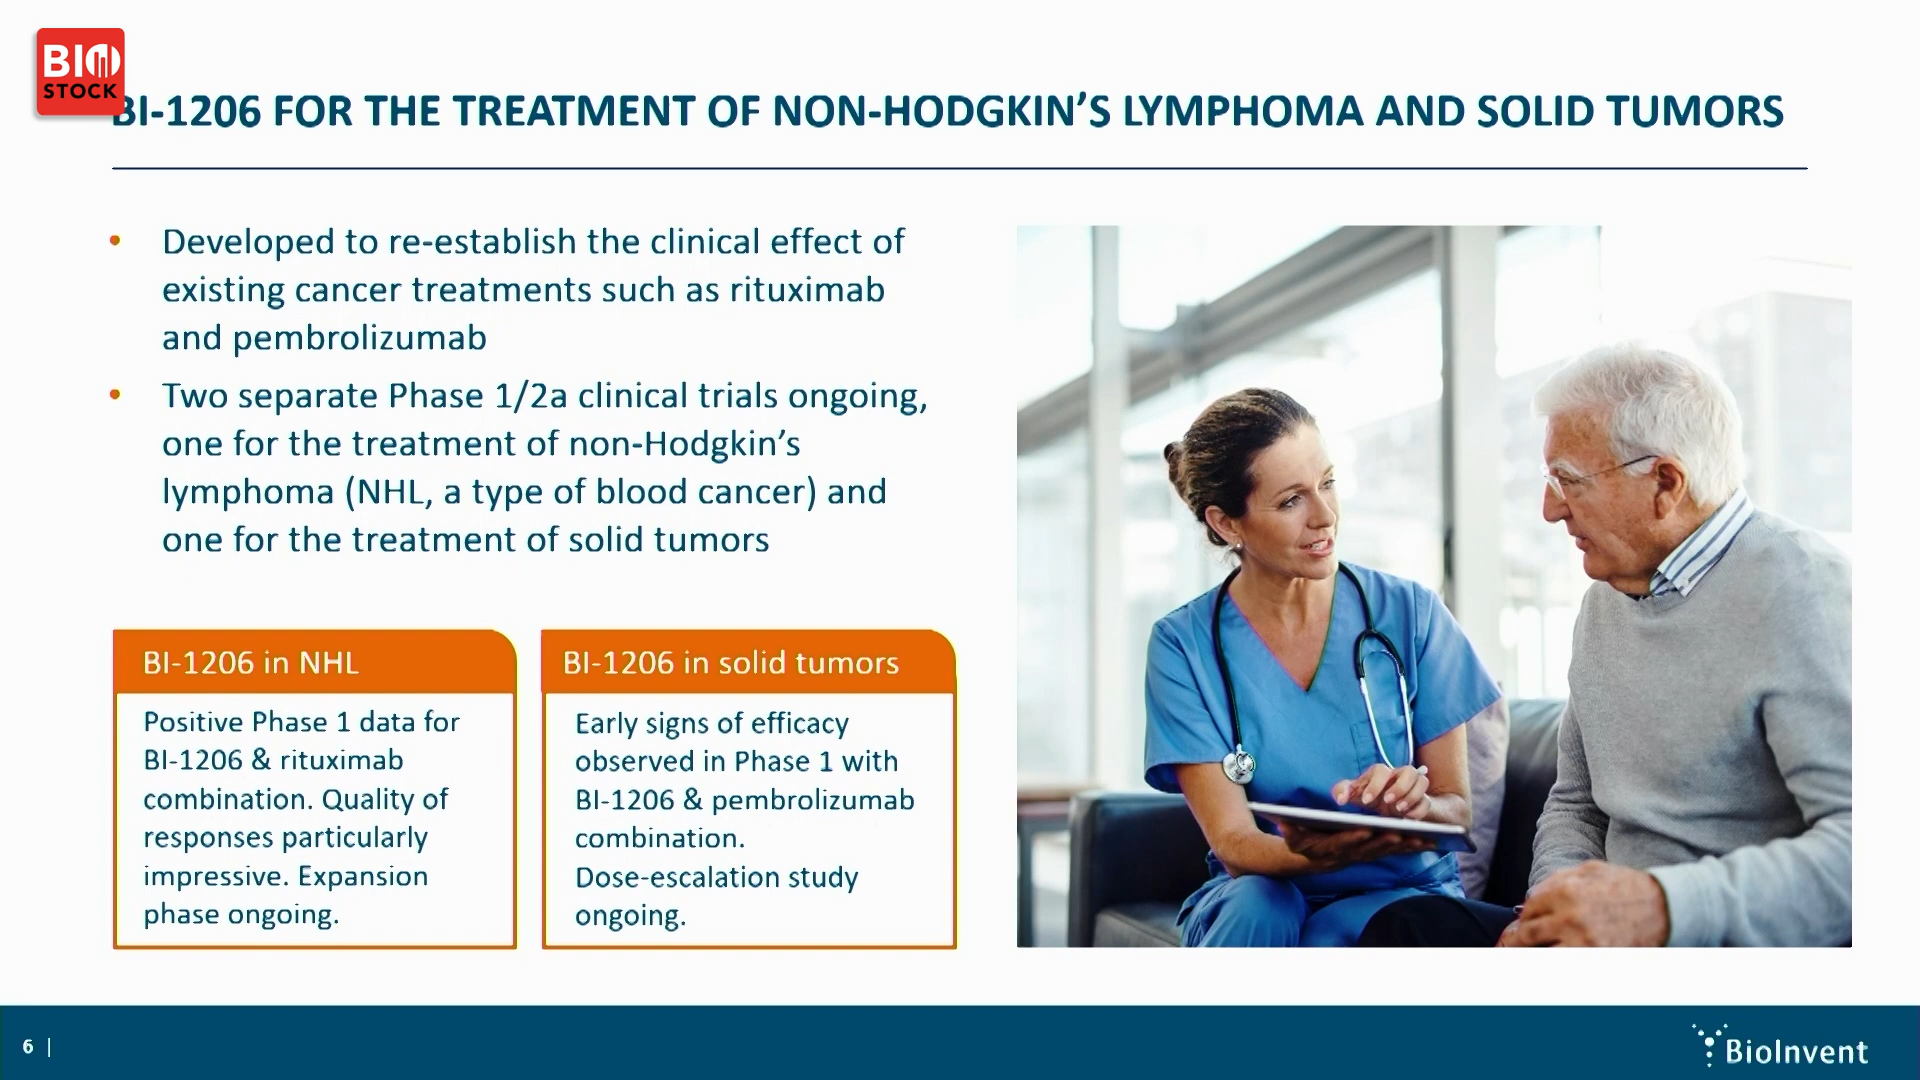 BIO
STOCK
BI-1206 FOR THE TREATMENT OF NON-HODGKIN’S LYMPHOMA AND SOLID TUMORS
• Developed to re-establish the clinical effect of
existing cancer treatments such as rituximab
and pembrolizumab
• Two separate Phase 1/2a clinical trials ongoing,
one for the treatment of non-Hodgkin’s
lymphoma (NHL, a type of blood cancer) and
one for the treatment of solid tumors
BI-1206 in NHL
Positive Phase 1 data for
BI-1206 & rituximab
combination. Quality of
responses particularly
impressive. Expansion
phase ongoing.
BI-1206 in solid tumors
Early signs of efficacy
observed in Phase 1 with
BI-1206 & pembrolizumab
combination.
Dose-escalation study
ongoing.
6 |
BioInvent